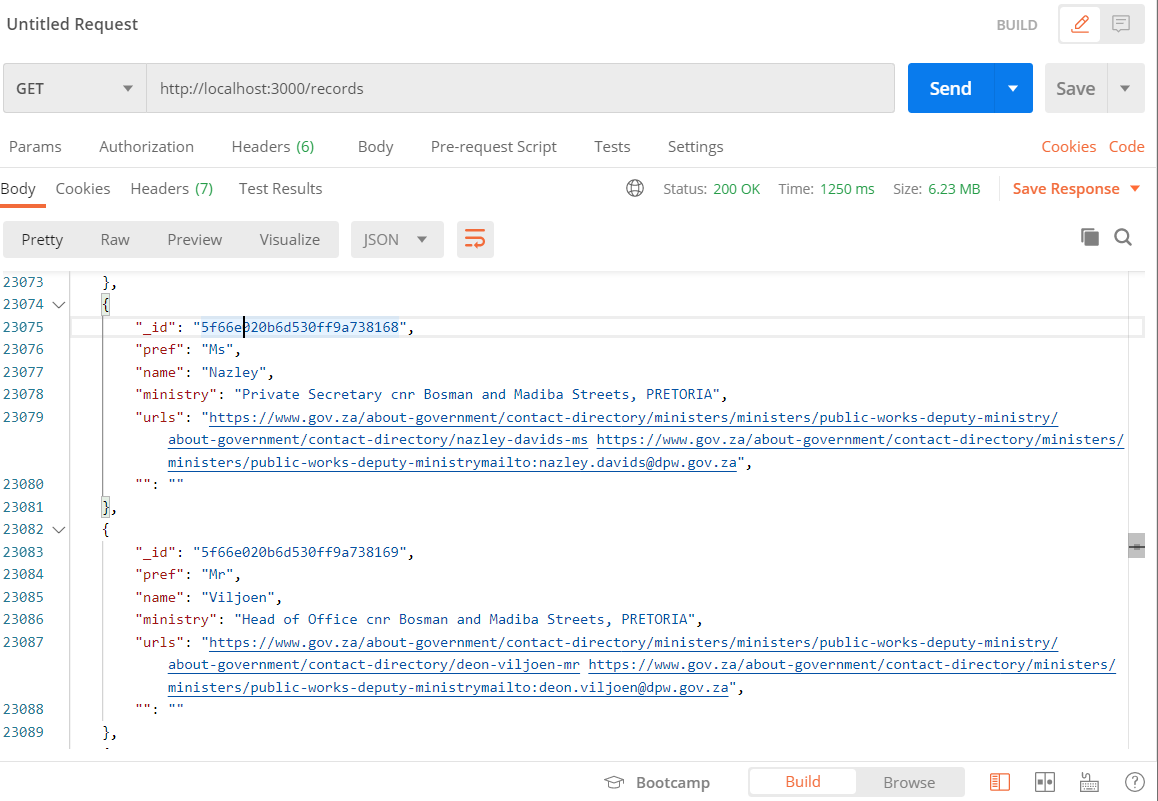 Untitled Request
BUILD
GET
http://localhost:3000/records
Send
Save
Params Authorization Headers (6) Body Pre-request Script Tests Settings Cookies Code
Body Cookies Headers (7) Test Results Status: 200 OK Time: 1250 ms Size: 6.23 MB Save Response
Pretty Raw Preview Visualize JSON
23073 },
23074 {
23075 "_id": "5f66e020b6d530ff9a738168",
23076 "pref": "Ms",
23077 "name": "Nazley",
23078 "ministry": "Private Secretary cnr Bosman and Madiba Streets, PRETORIA",
23079 "urls": "https://www.gov.za/about-government/contact-directory/ministers/ministers/public-works-deputy-ministry/
about-government/contact-directory/nazley-davids-ms https://www.gov.za/about-government/contact-directory/ministers/
ministers/public-works-deputy-ministrymailto:nazley.davids@dpw.gov.za",
23080 "": ""
23081 },
23082 {
23083 "_id": "5f66e020b6d530ff9a738169",
23084 "pref": "Mr",
23085 "name": "Viljoen",
23086 "ministry": "Head of Office cnr Bosman and Madiba Streets, PRETORIA",
23087 "urls": "https://www.gov.za/about-government/contact-directory/ministers/ministers/public-works-deputy-ministry/
about-government/contact-directory/deon-viljoen-mr https://www.gov.za/about-government/contact-directory/ministers/
ministers/public-works-deputy-ministrymailto:deon.viljoen@dpw.gov.za",
23088 "": ""
23089 },
Bootcamp Build Browse